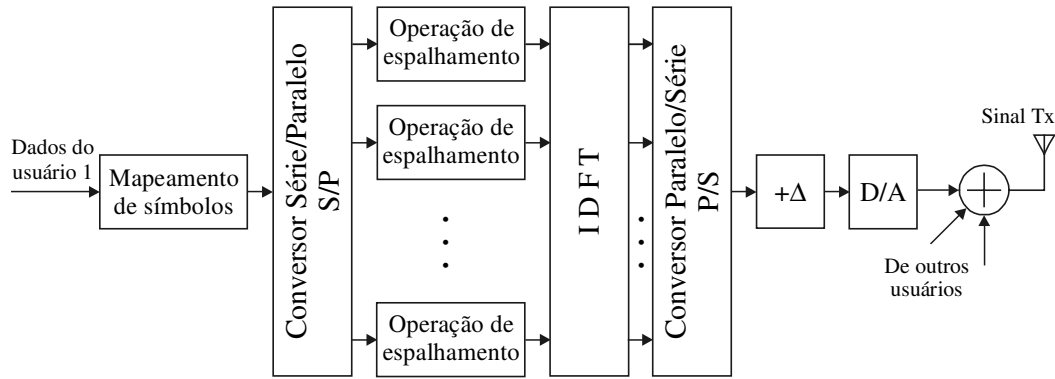 Dados do
usuário 1
Mapeamento
de símbolos
Conversor Série/Paralelo
S/P
Operação de
espalhamento
Operação de
espalhamento
Operação de
espalhamento
I D F T
Conversor Paralelo/Série
P/S
+Δ
D/A
Sinal Tx
De outros
usuários